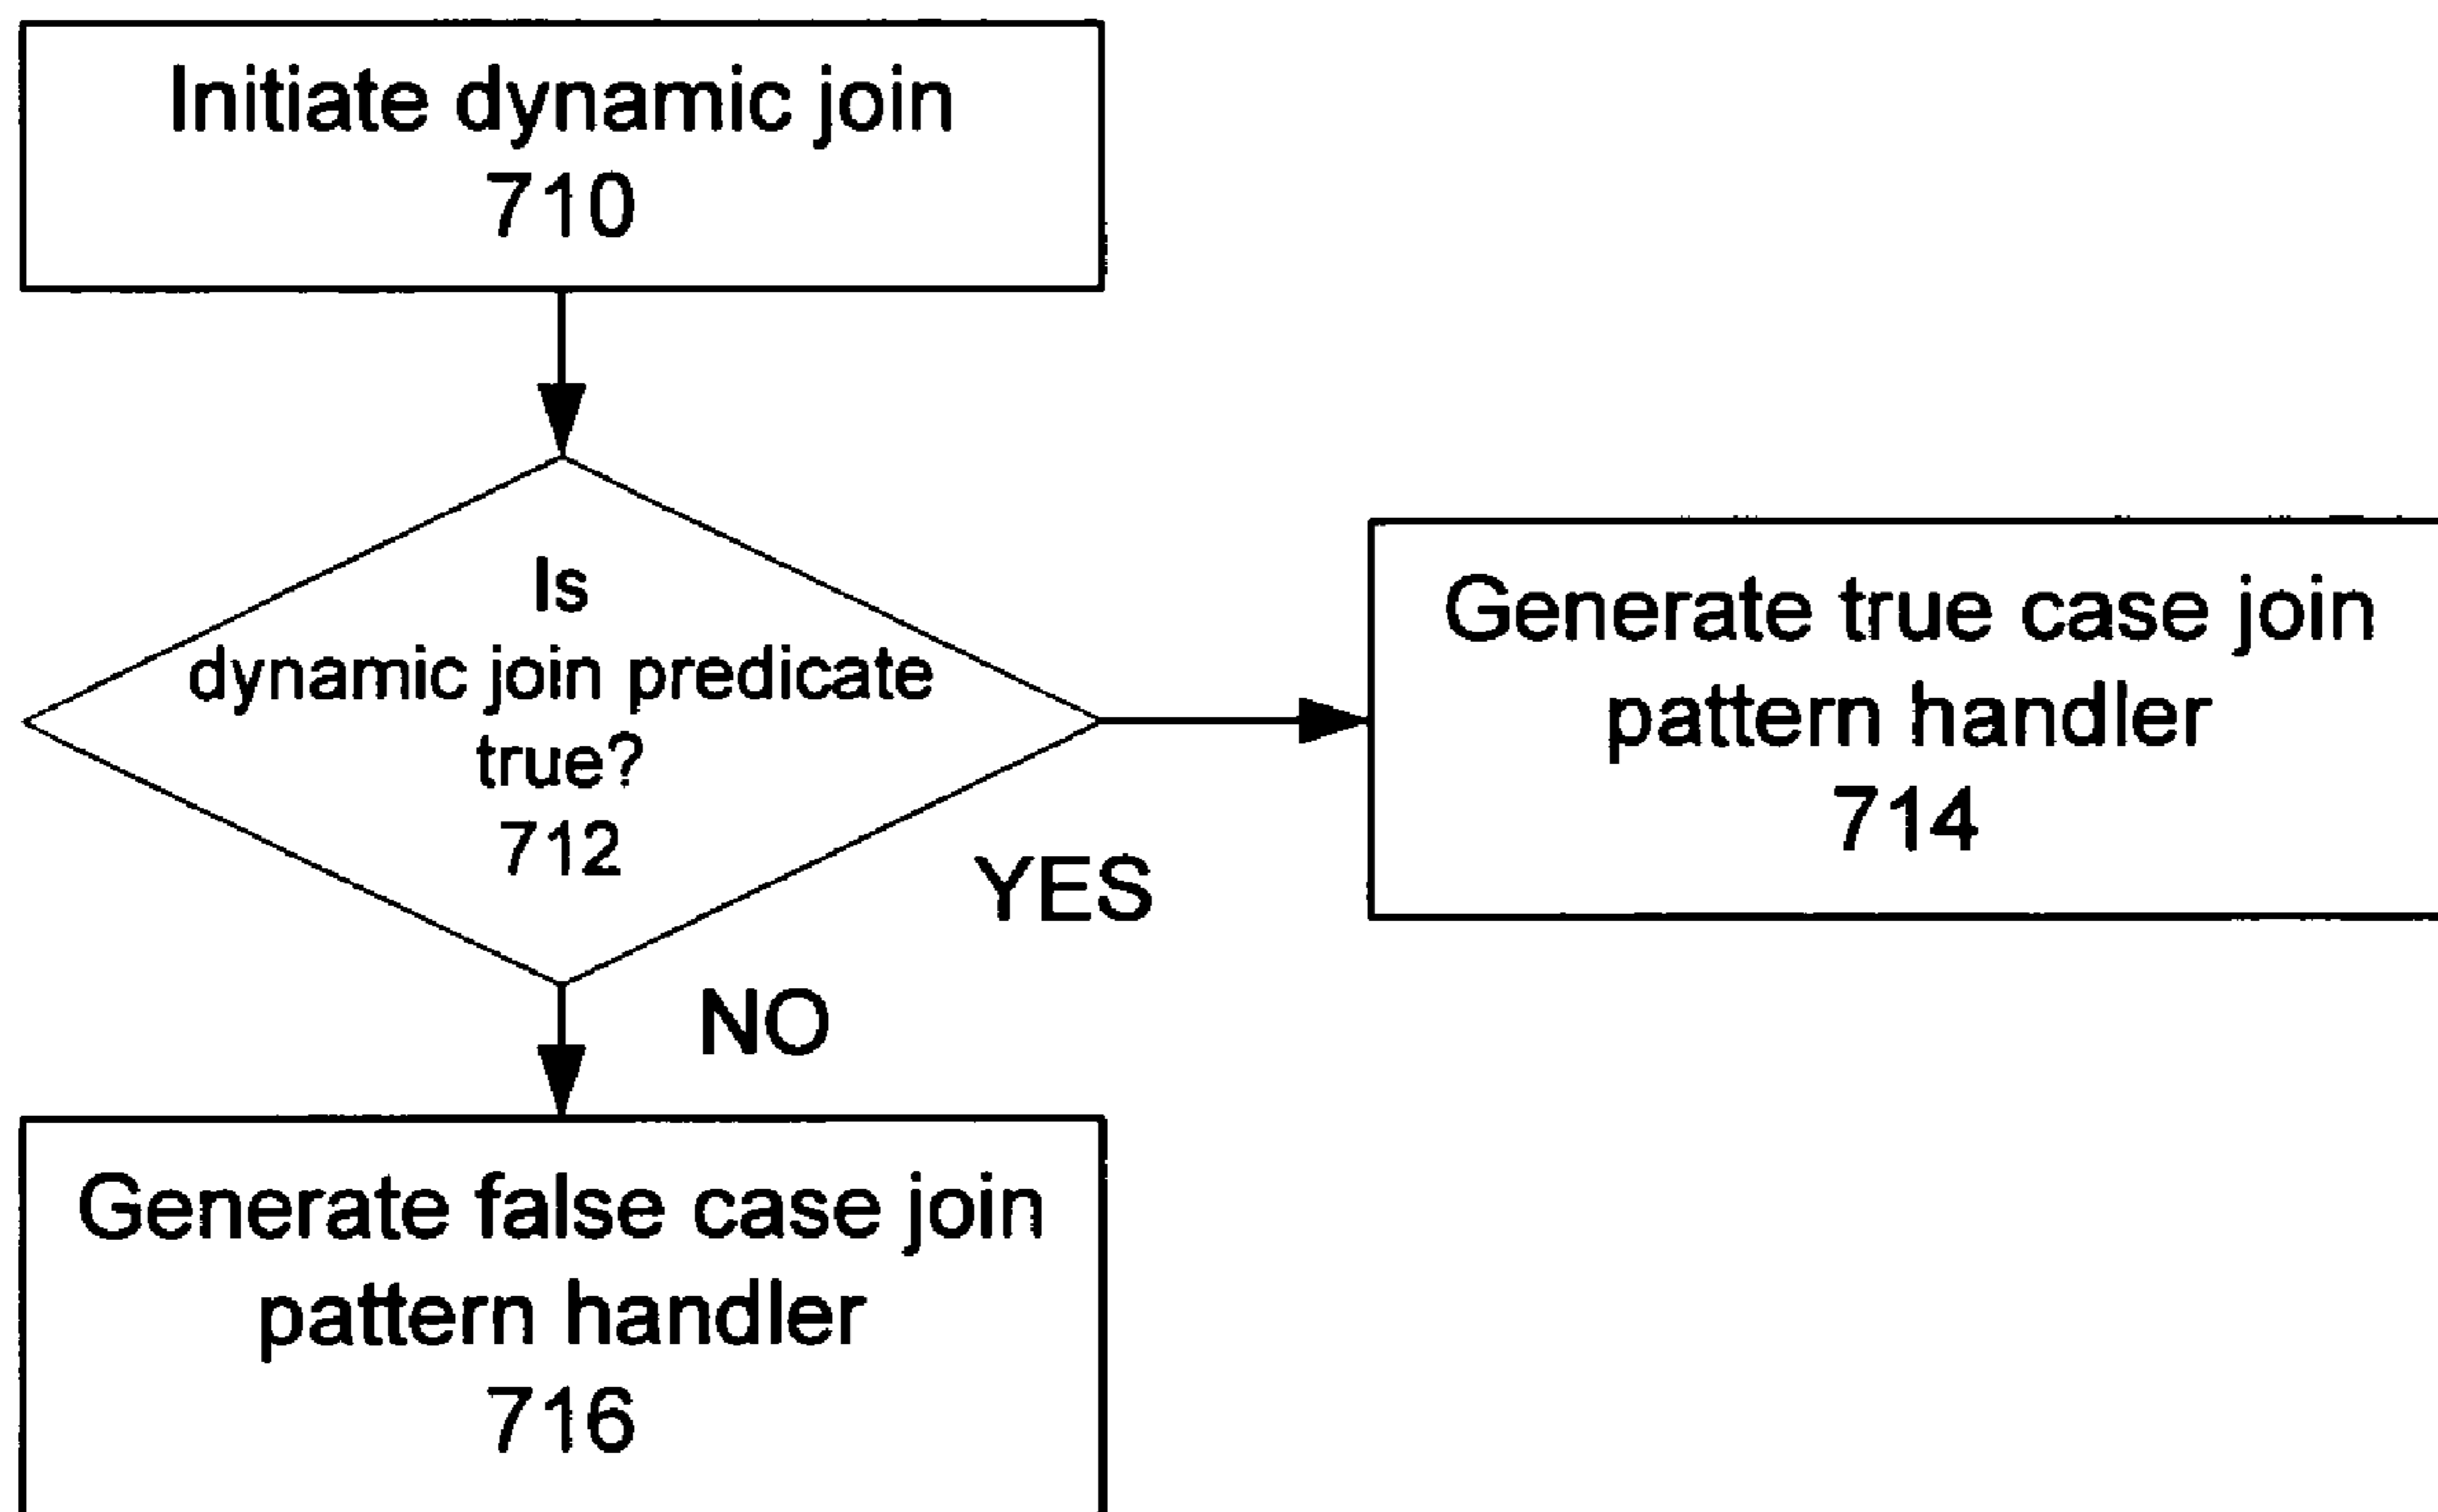 Initiate dynamic join
710
Is
dynamic join predicate
true?
712
YES
Generate true case join
pattern handler
714
NO
Generate false case join
pattern handler
716